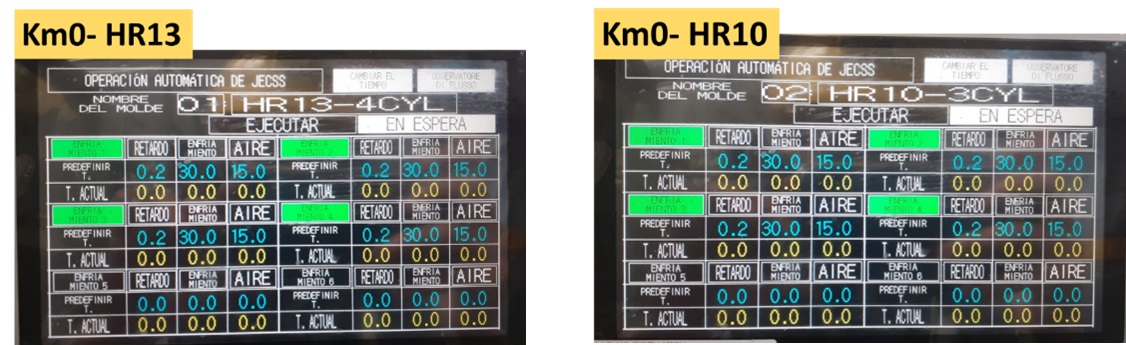 Km0- HR13
OPERACIÓN AUTOMÁTICA DE JECSS
CAMBIAR EL TIEMPO
OSSERVATORE DI FLUSSO
NOMBRE DEL MOLDE 01 HR13-4CYL
EJECUTAR EN ESPERA
ENFRIA MIENTO 1 RETARDO ENFRIA MIENTO AIRE ENFRIA MIENTO 2 RETARDO ENFRIA MIENTO AIRE
PREDEFINIR T. 0.2 30.0 15.0 PREDEFINIR T. 0.2 30.0 15.0
T. ACTUAL 0.0 0.0 0.0 T. ACTUAL 0.0 0.0 0.0
ENFRIA MIENTO 3 RETARDO ENFRIA MIENTO AIRE ENFRIA MIENTO 4 RETARDO ENFRIA MIENTO AIRE
PREDEFINIR T. 0.2 30.0 15.0 PREDEFINIR T. 0.2 30.0 15.0
T. ACTUAL 0.0 0.0 0.0 T. ACTUAL 0.0 0.0 0.0
ENFRIA MIENTO 5 RETARDO ENFRIA MIENTO AIRE ENFRIA MIENTO 6 RETARDO ENFRIA MIENTO AIRE
PREDEFINIR T. 0.0 0.0 0.0 PREDEFINIR T. 0.0 0.0 0.0
T. ACTUAL 0.0 0.0 0.0 T. ACTUAL 0.0 0.0 0.0
Km0- HR10
OPERACIÓN AUTOMÁTICA DE JECSS
CAMBIAR EL TIEMPO
OSSERVATORE DI FLUSSO
NOMBRE DEL MOLDE 02 HR10-3CYL
EJECUTAR EN ESPERA
ENFRIA MIENTO 1 RETARDO ENFRIA MIENTO AIRE ENFRIA MIENTO 2 RETARDO ENFRIA MIENTO AIRE
PREDEFINIR T. 0.2 30.0 15.0 PREDEFINIR T. 0.2 30.0 15.0
T. ACTUAL 0.0 0.0 0.0 T. ACTUAL 0.0 0.0 0.0
ENFRIA MIENTO 3 RETARDO ENFRIA MIENTO AIRE ENFRIA MIENTO 4 RETARDO ENFRIA MIENTO AIRE
PREDEFINIR T. 0.2 30.0 15.0 PREDEFINIR T. 0.2 30.0 15.0
T. ACTUAL 0.0 0.0 0.0 T. ACTUAL 0.0 0.0 0.0
ENFRIA MIENTO 5 RETARDO ENFRIA MIENTO AIRE ENFRIA MIENTO 6 RETARDO ENFRIA MIENTO AIRE
PREDEFINIR T. 0.0 0.0 0.0 PREDEFINIR T. 0.0 0.0 0.0
T. ACTUAL 0.0 0.0 0.0 T. ACTUAL 0.0 0.0 0.0